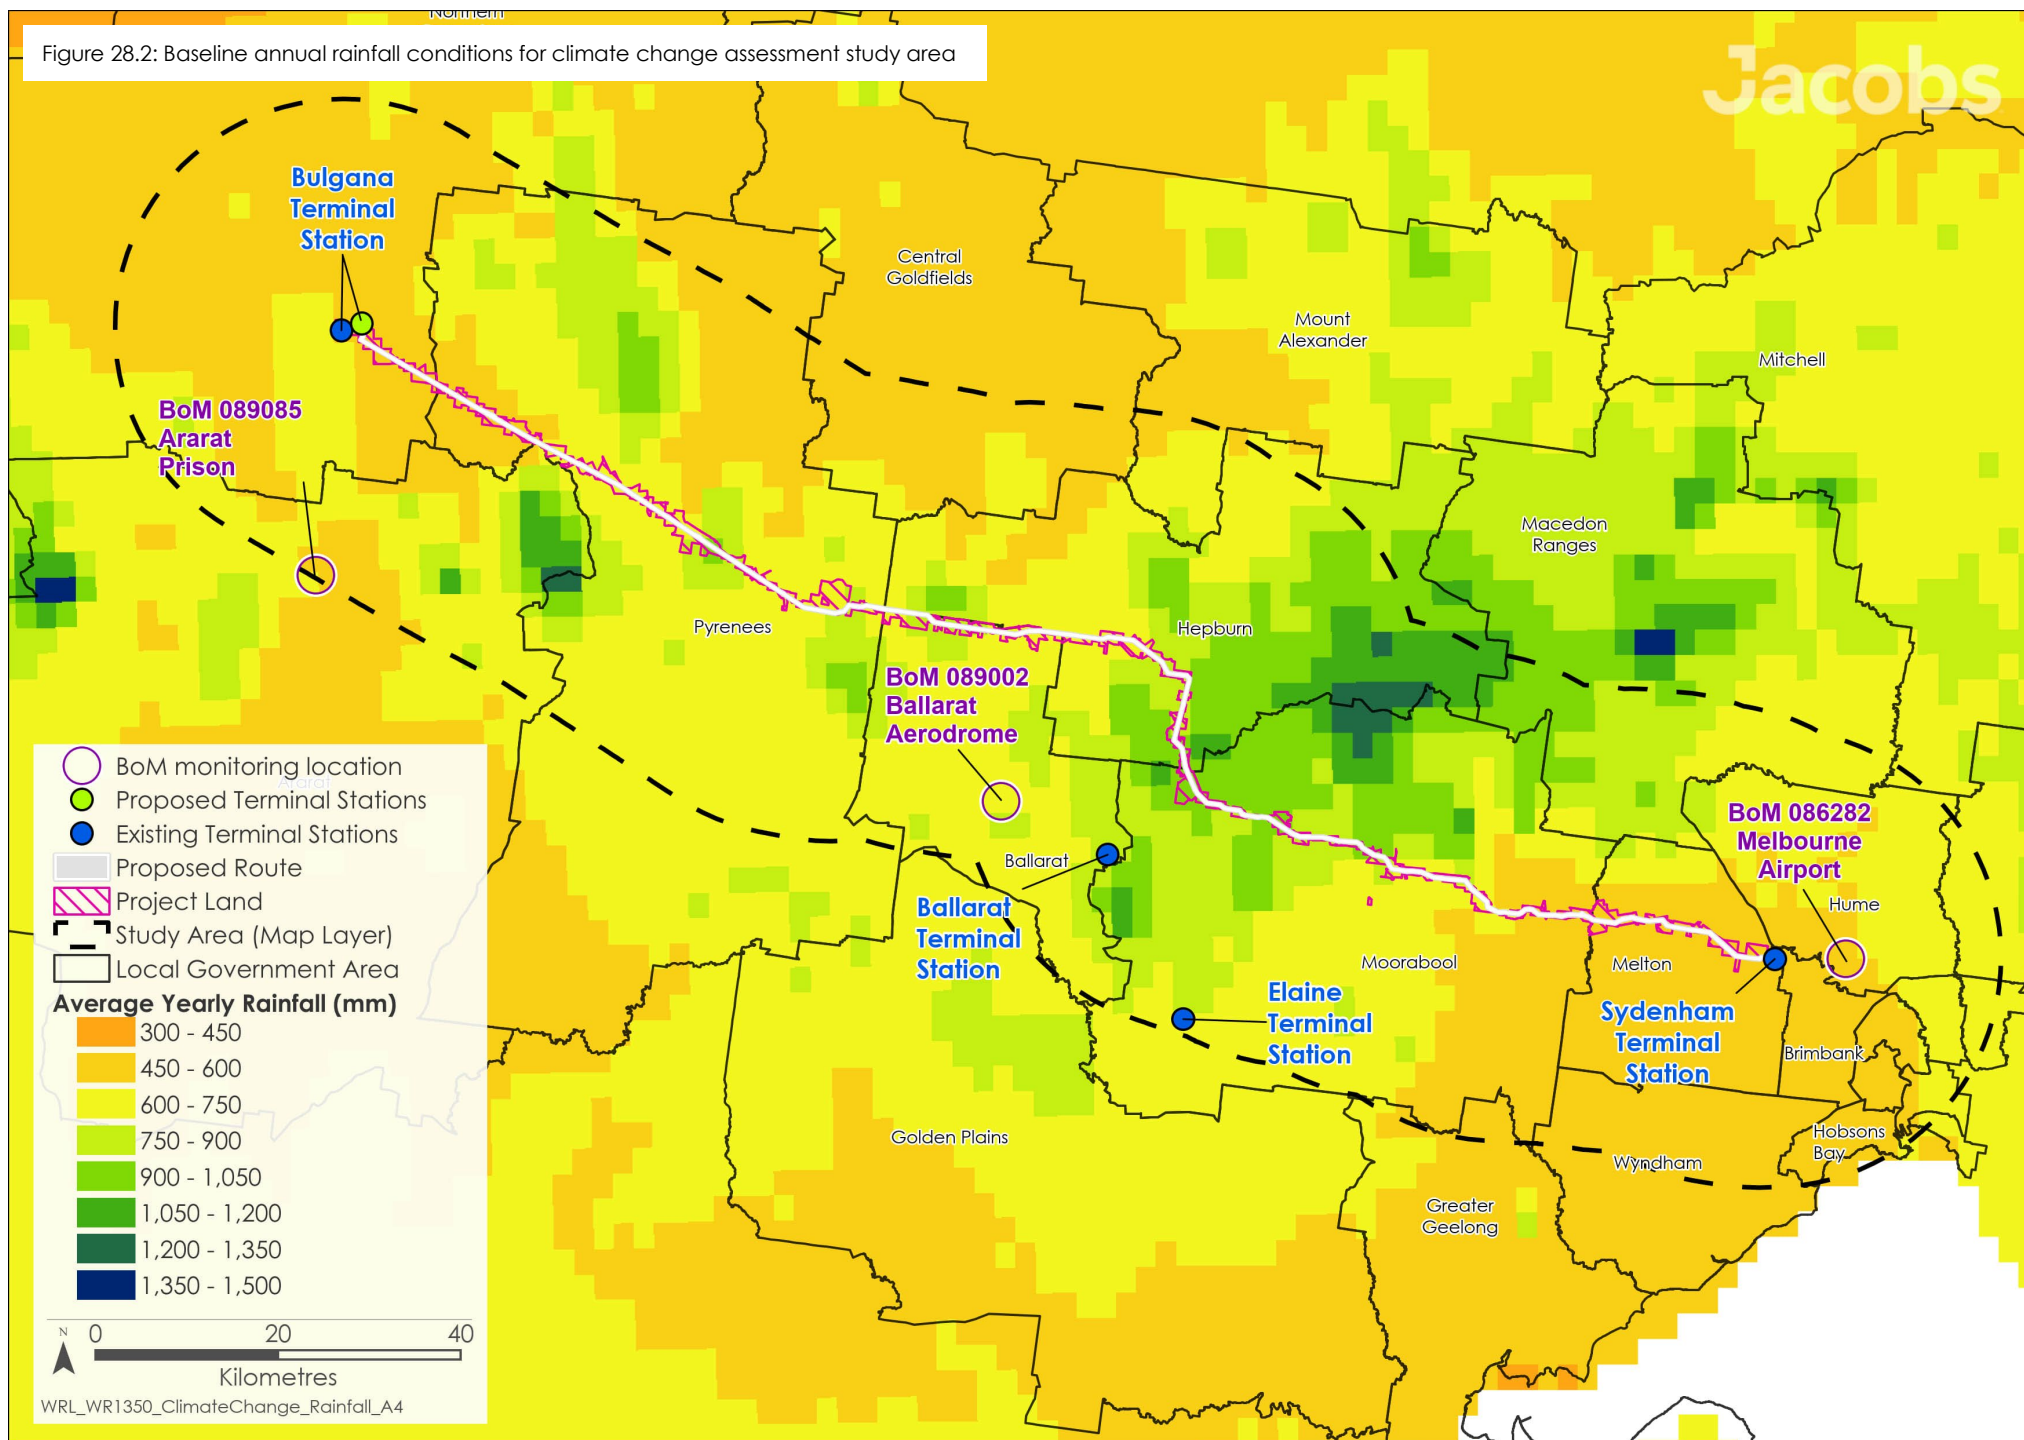 Northern
Figure 28.2: Baseline annual rainfall conditions for climate change assessment study area
Jacobs
Bulgana
Terminal
Station
Central
Goldfields
Mount
Alexander
Mitchell
BoM 089085
Ararat
Prison
Macedon
Ranges
Pyrenees
Hepburn
BoM 089002
Ballarat
Aerodrome
BoM 086282
Melbourne
Airport
Hume
Ballarat
Ballarat
Terminal
Station
Moorabool
Melton
Elaine
Terminal
Station
Sydenham
Terminal
Station
Brimbank
Golden Plains
Hobsons
Bay
Wyndham
Greater
Geelong
Ararat
BoM monitoring location
Proposed Terminal Stations
Existing Terminal Stations
Proposed Route
Project Land
Study Area (Map Layer)
Local Government Area
Average Yearly Rainfall (mm)
300 - 450
450 - 600
600 - 750
750 - 900
900 - 1,050
1,050 - 1,200
1,200 - 1,350
1,350 - 1,500
N
0 20 40
Kilometres
WRL_WR1350_ClimateChange_Rainfall_A4